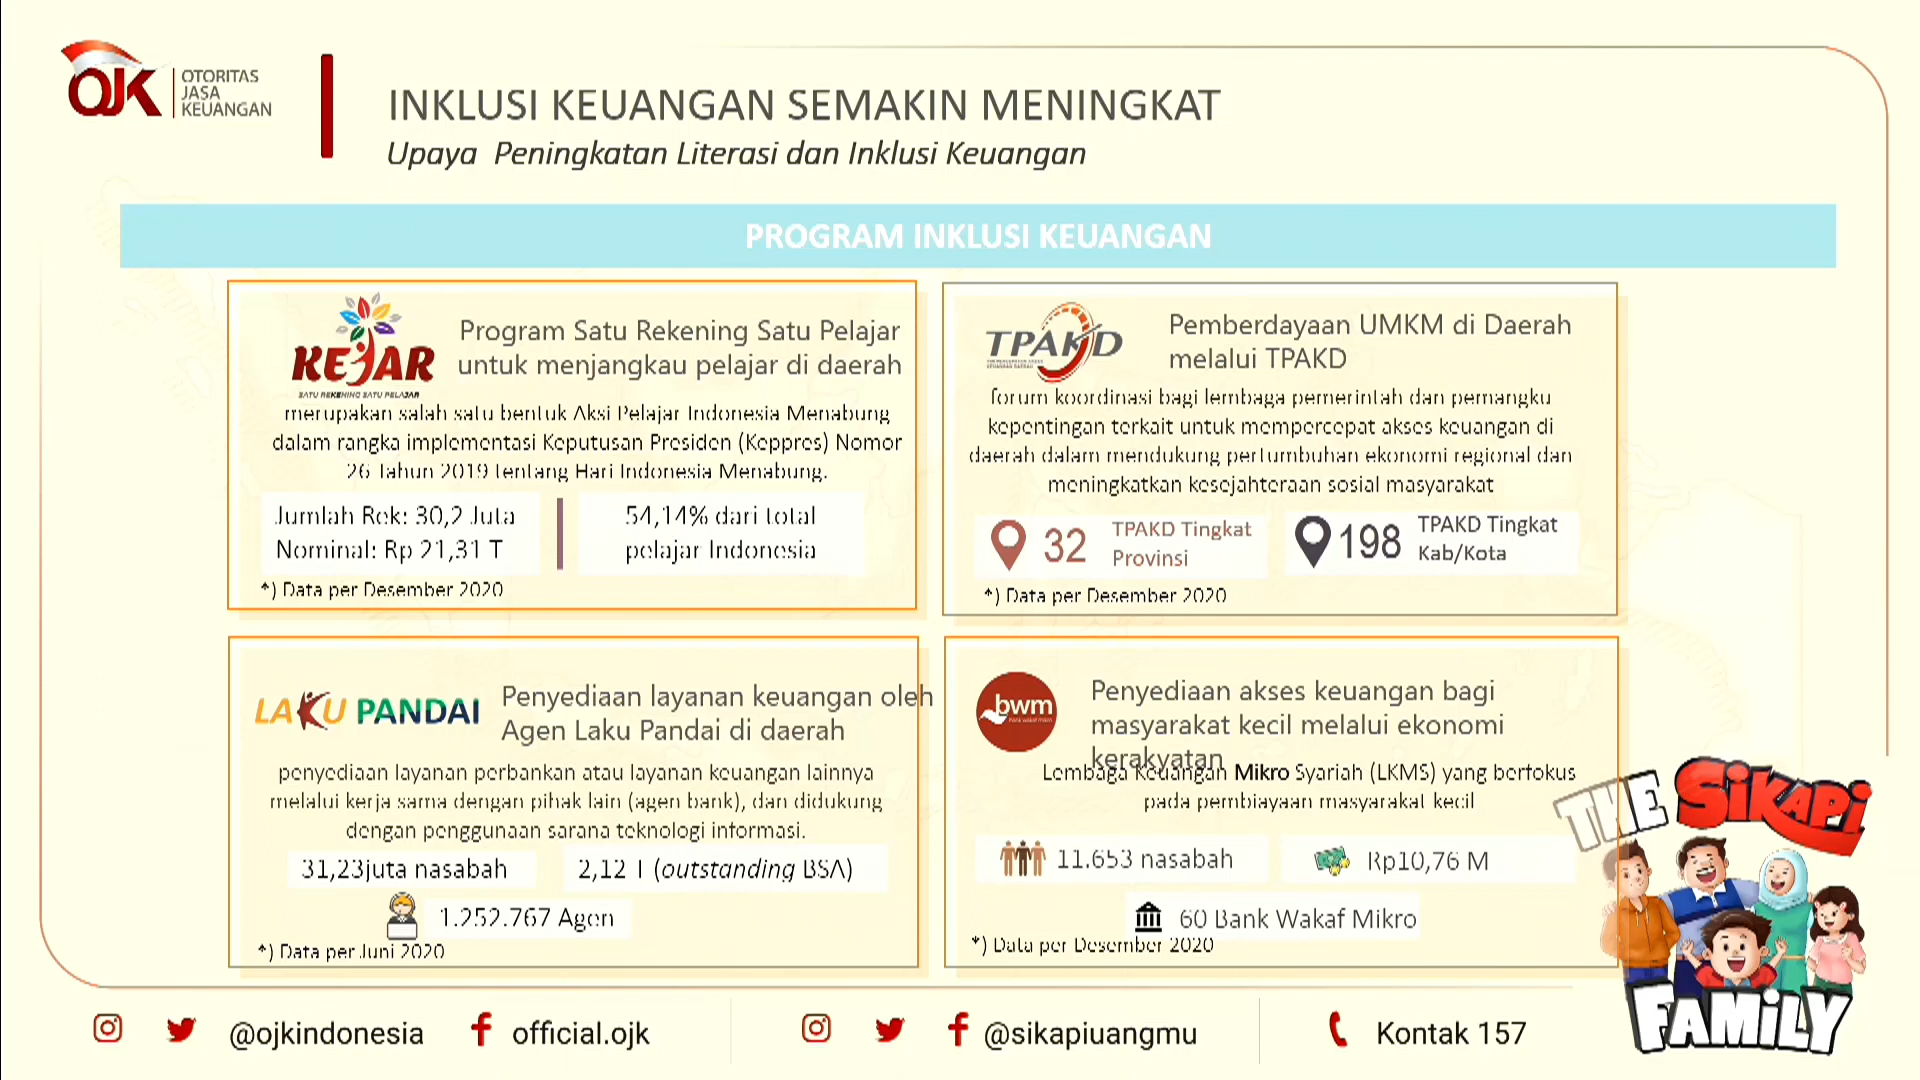 OJK
OTORITAS
JASA
KEUANGAN
INKLUSI KEUANGAN SEMAKIN MENINGKAT
Upaya Peningkatan Literasi dan Inklusi Keuangan
PROGRAM INKLUSI KEUANGAN
KEJAR
SATU REKENING SATU PELAJAR
Program Satu Rekening Satu Pelajar
untuk menjangkau pelajar di daerah
merupakan salah satu bentuk Aksi Pelajar Indonesia Menabung
dalam rangka implementasi Keputusan Presiden (Keppres) Nomor
26 Tahun 2019 tentang Hari Indonesia Menabung.
Jumlah Rek: 30,2 Juta
Nominal: Rp 21,31 T
54,14% dari total
pelajar Indonesia
*) Data per Desember 2020
TPAKD
Pemberdayaan UMKM di Daerah
melalui TPAKD
forum koordinasi bagi lembaga pemerintah dan pemangku
kepentingan terkait untuk mempercepat akses keuangan di
daerah dalam mendukung pertumbuhan ekonomi regional dan
meningkatkan kesejahteraan sosial masyarakat
32 TPAKD Tingkat
Provinsi
198 TPAKD Tingkat
Kab/Kota
*) Data per Desember 2020
LAKU PANDAI
Penyediaan layanan keuangan oleh
Agen Laku Pandai di daerah
penyediaan layanan perbankan atau layanan keuangan lainnya
melalui kerja sama dengan pihak lain (agen bank), dan didukung
dengan penggunaan sarana teknologi informasi.
31,23juta nasabah
2,12 T (outstanding BSA)
1.252.767 Agen
*) Data per Juni 2020
bwm
Penyediaan akses keuangan bagi
masyarakat kecil melalui ekonomi
kerakyatan
Lembaga Keuangan Mikro Syariah (LKMS) yang berfokus
pada pembiayaan masyarakat kecil
11.653 nasabah
Rp10,76 M
60 Bank Wakaf Mikro
*) Data per Desember 2020
THE SiKAPi
FAMiLY
@ojkindonesia
official.ojk
@sikapiuangmu
Kontak 157